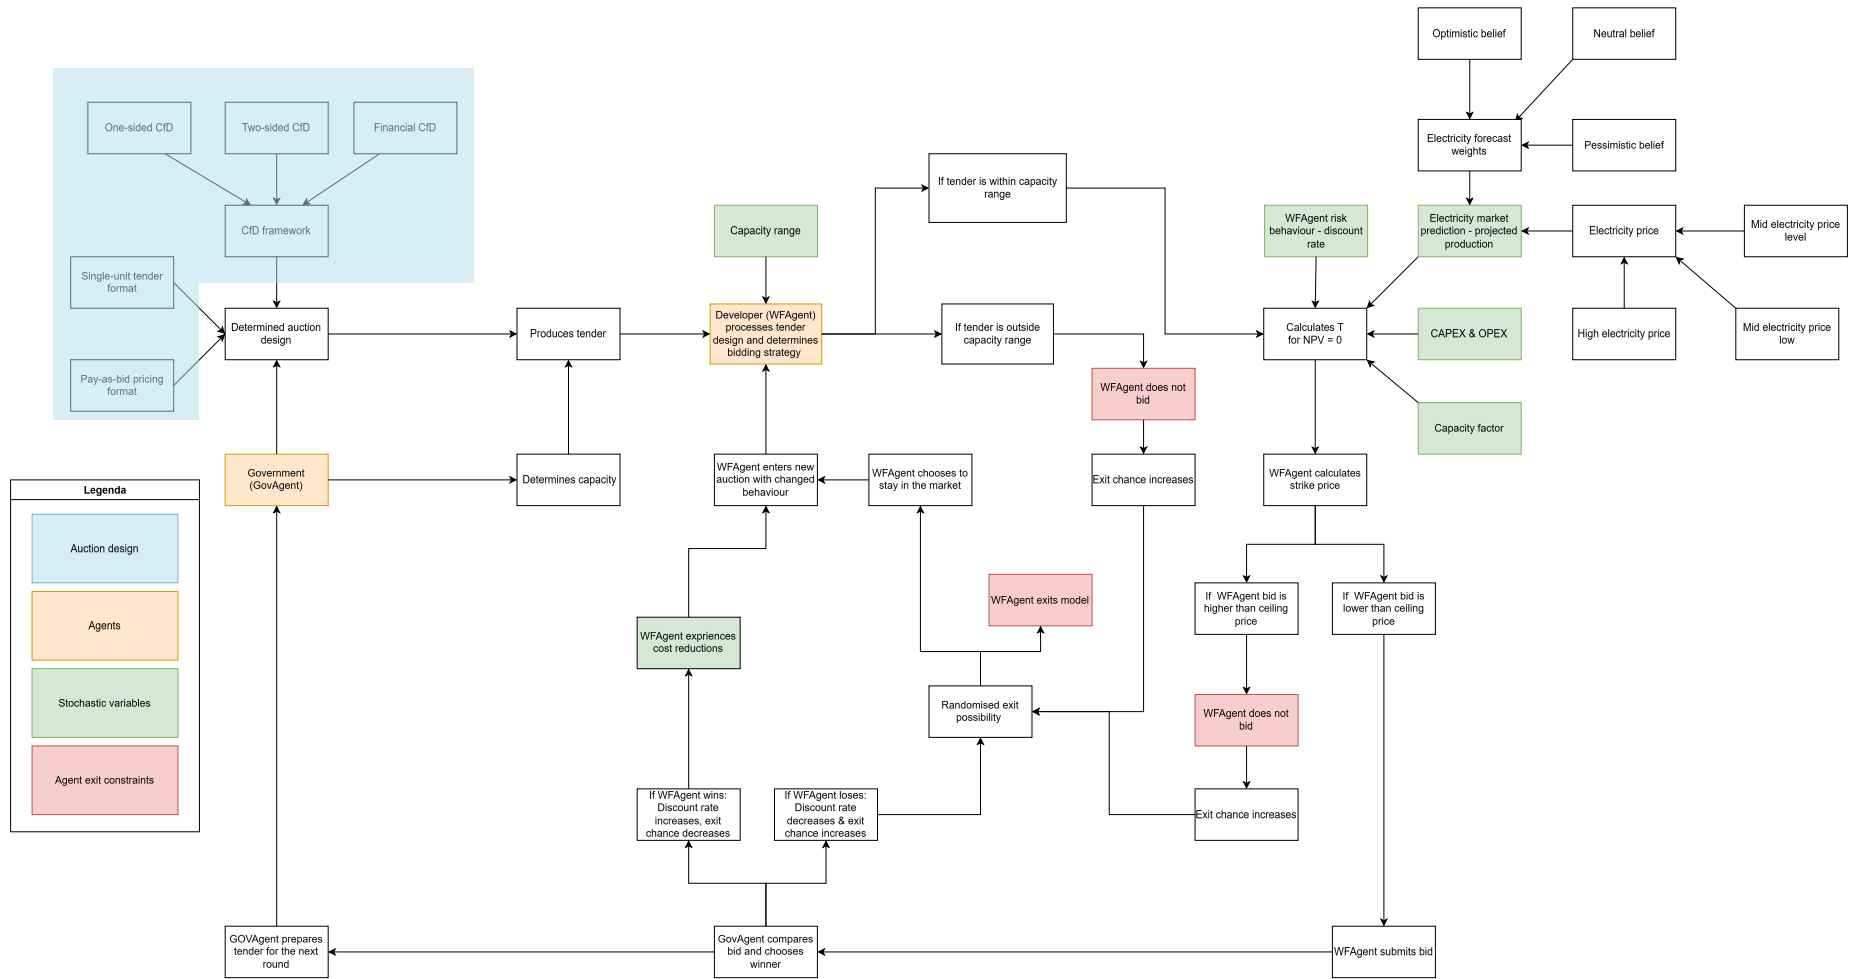 Optimistic belief
Neutral belief
One-sided CfD
Two-sided CfD
Financial CfD
Electricity forecast
weights
Pessimistic belief
If tender is within capacity
range
CfD framework
Capacity range
WFAgent risk
behaviour - discount
rate
Electricity market
prediction - projected
production
Electricity price
Mid electricity price
level
Single-unit tender
format
Determined auction
design
Produces tender
Developer (WFAgent)
processes tender
design and determines
bidding strategy
If tender is outside
capacity range
Calculates T
for NPV = 0
CAPEX & OPEX
High electricity price
Mid electricity price
low
Pay-as-bid pricing
format
WFAgent does not
bid
Capacity factor
Government
(GovAgent)
Determines capacity
WFAgent enters new
auction with changed
behaviour
WFAgent chooses to
stay in the market
Exit chance increases
WFAgent calculates
strike price
Legenda
Auction design
Agents
Stochastic variables
Agent exit constraints
WFAgent exits model
If  WFAgent bid is
higher than ceiling
price
If  WFAgent bid is
lower than ceiling
price
WFAgent expriences
cost reductions
Randomised exit
possibility
WFAgent does not
bid
If WFAgent wins:
Discount rate
increases, exit
chance decreases
If WFAgent loses:
Discount rate
decreases & exit
chance increases
Exit chance increases
GOVAgent prepares
tender for the next
round
GovAgent compares
bid and chooses
winner
WFAgent submits bid